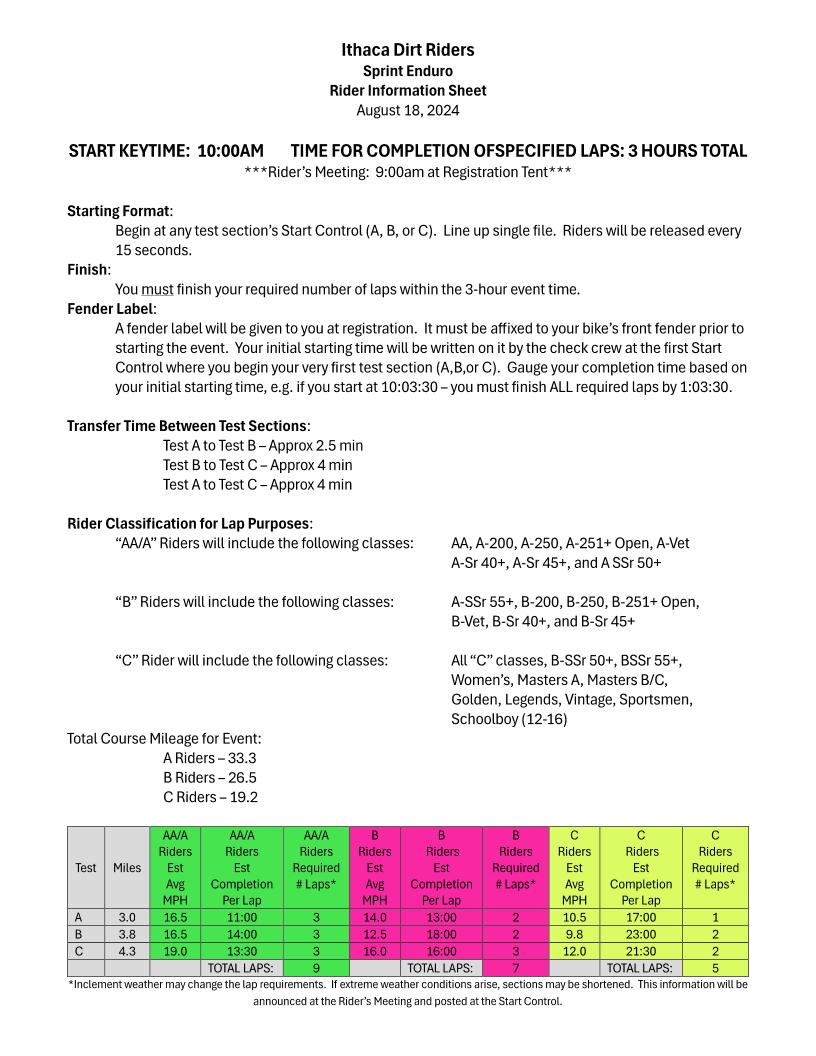 Ithaca Dirt Riders
Sprint Enduro
Rider Information Sheet
August 18, 2024
START KEYTIME: 10:00AM TIME FOR COMPLETION OFSPECIFIED LAPS: 3 HOURS TOTAL
***Rider's Meeting: 9:00am at Registration Tent***
Starting Format:
Begin at any test section's Start Control (A, B, or C). Line up single file. Riders will be released every
15 seconds.
Finish:
You must finish your required number of laps within the 3-hour event time.
Fender Label:
A fender label will be given to you at registration. It must be affixed to your bike's front fender prior to
starting the event. Your initial starting time will be written on it by the check crew at the first Start
Control where you begin your very first test section (A,B,or C). Gauge your completion time based on
your initial starting time, e.g. if you start at 10:03:30 – you must finish ALL required laps by 1:03:30.
Transfer Time Between Test Sections:
Test A to Test B – Approx 2.5 min
Test B to Test C – Approx 4 min
Test A to Test C – Approx 4 min
Rider Classification for Lap Purposes:
"AA/A" Riders will include the following classes: AA, A-200, A-250, A-251+ Open, A-Vet
A-Sr 40+, A-Sr 45+, and A SSr 50+
"B" Riders will include the following classes: A-SSr 55+, B-200, B-250, B-251+ Open,
B-Vet, B-Sr 40+, and B-Sr 45+
"C" Rider will include the following classes: All "C" classes, B-SSr 50+, BSSr 55+,
Women's, Masters A, Masters B/C,
Golden, Legends, Vintage, Sportsmen,
Schoolboy (12-16)
Total Course Mileage for Event:
A Riders – 33.3
B Riders – 26.5
C Riders – 19.2
AA/A AA/A AA/A B B B C C C
Riders Riders Riders Riders Riders Riders Riders Riders Riders
Test Miles Est Est Required Est Est Required Est Est Required
Avg Completion # Laps* Avg Completion # Laps* Avg Completion # Laps*
MPH Per Lap MPH Per Lap MPH Per Lap
A 3.0 16.5 11:00 3 14.0 13:00 2 10.5 17:00 1
B 3.8 16.5 14:00 3 12.5 18:00 2 9.8 23:00 2
C 4.3 19.0 13:30 3 16.0 16:00 3 12.0 21:30 2
TOTAL LAPS: 9 TOTAL LAPS: 7 TOTAL LAPS: 5
*Inclement weather may change the lap requirements. If extreme weather conditions arise, sections may be shortened. This information will be
announced at the Rider's Meeting and posted at the Start Control.